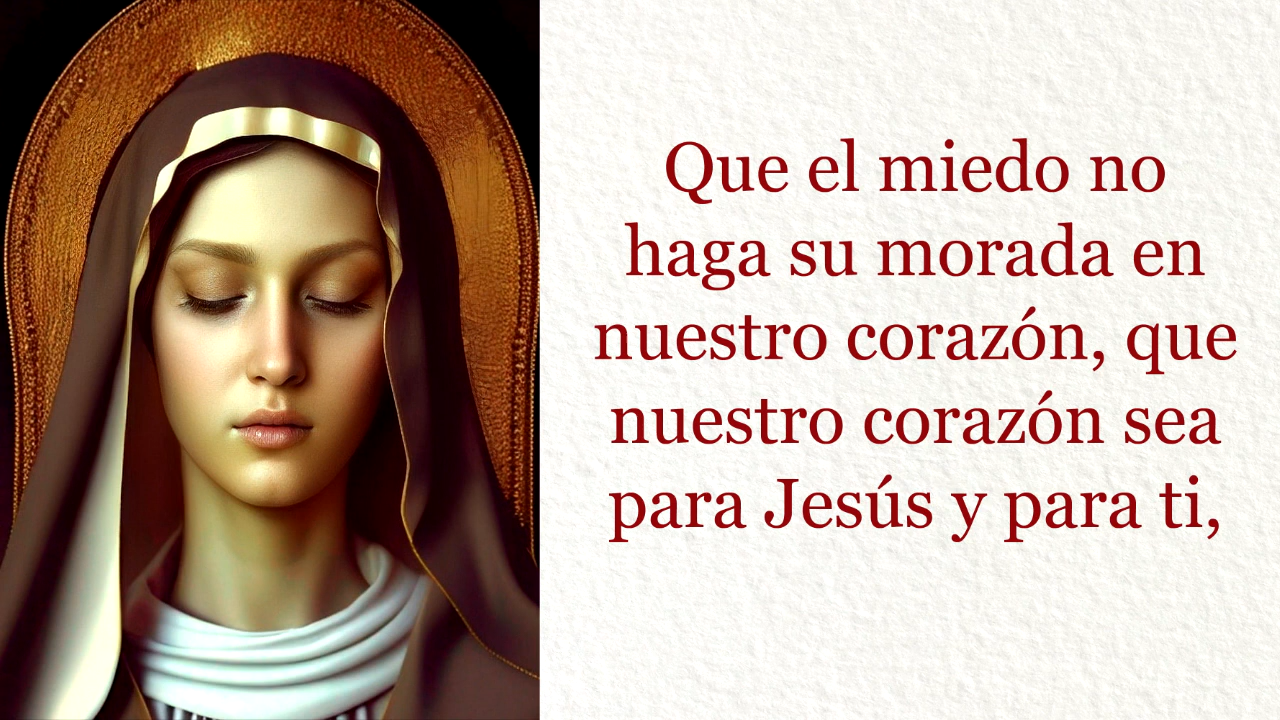 Que el miedo no
haga su morada en
nuestro corazón, que
nuestro corazón sea
para Jesús y para ti,